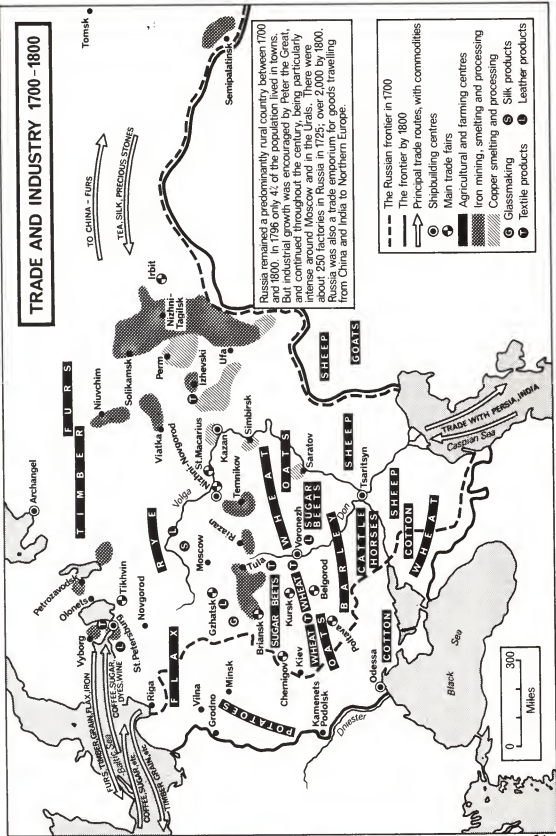 TRADE AND INDUSTRY 1700 -1800
Russia remained a predominantly rural country between 1700
and 1800. In 1796 only 4% of the population lived in towns.
But industrial growth was encouraged by Peter the Great,
and continued throughout the century, being particularly
intense around Moscow and in the Urals. There were
about 250 factories in Russia in 1725; over 2,000 by 1800.
Russia was also a trade emporium for goods travelling
from China and India to Northern Europe.
The Russian frontier in 1700
The frontier by 1800
Principal trade routes, with commodities
Shipbuilding centres
Main trade fairs
Agricultural and farming centres
Iron mining, smelting and processing
Copper smelting and processing
G Glassmaking
S Silk products
T Textile products
L Leather products
TO CHINA - FURS
TEA, SILK, PRECIOUS STONES
Tomsk
Semipalatinsk
Irbit
Nizhni-
Tagilsk
Solikamsk
Perm
T
Izhevski
Ufa
Niuvchim
Viatka
FURS
TIMBER
Archangel
Petrozavodsk
Olonets
Vyborg
T
L
St.Petersburg
Tikhvin
Novgorod
FURS, TIMBER, GRAIN, FLAX, IRON
COFFEE, SUGAR,
DYES, WINE
Baltic Sea
COFFEE, SUGAR etc.
TIMBER, GRAIN, etc.
Riga
FLAX
RYE
Volga
L
S
Nizhni-Novgorod
St.Macarius
Kazan
Simbirsk
Moscow
Temnikov
Riazan
Tula
Gzhatsk
L
G
Briansk
Vilna
Grodno
Minsk
POTATOES
Chernigov
Kiev
Kamenets
Podolsk
Dniester
Kursk
Belgorod
Poltava
SUGAR BEETS
T
WHEAT
T
WHEAT
OATS
BARLEY
Voronezh
L
SUGAR
BEETS
WHEAT
OATS
Saratov
Don
Tsaritsyn
CATTLE
HORSES
SHEEP
SHEEP
COTTON
WHEAT
SHEEP
GOATS
TRADE WITH PERSIA, INDIA
Caspian Sea
COTTON
Odessa
Black
Sea
0
300
Miles